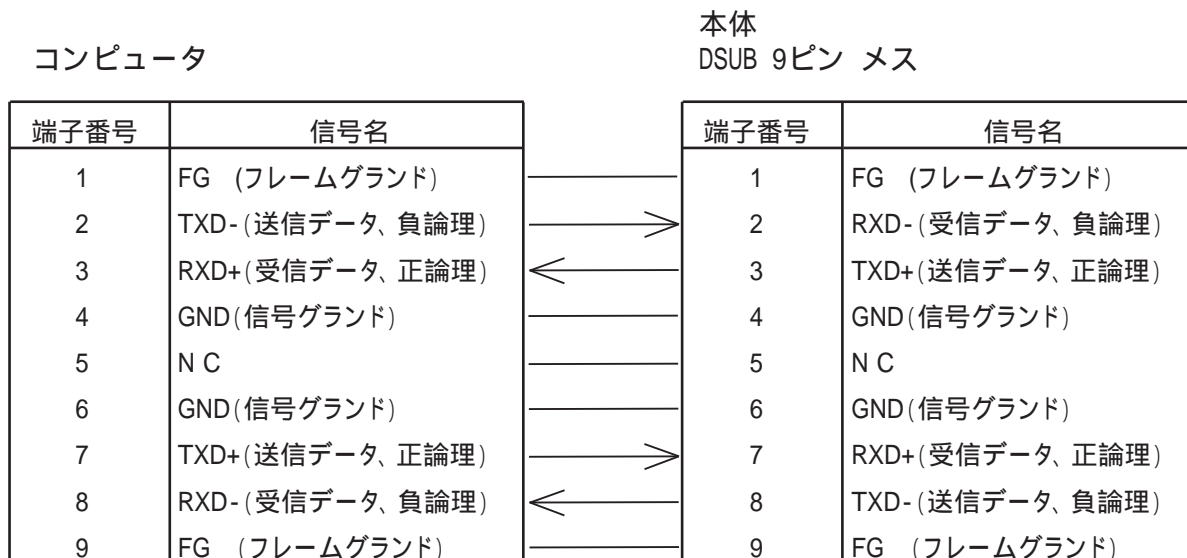 本体
コンピュータ DSUB 9ピン メス
端子番号 信号名 端子番号 信号名
1 FG (フレームグランド) 1 FG (フレームグランド)
2 TXD-(送信データ、負論理) 2 RXD-(受信データ、負論理)
3 RXD+(受信データ、正論理) 3 TXD+(送信データ、正論理)
4 GND(信号グランド) 4 GND(信号グランド)
5 N C 5 N C
6 GND(信号グランド) 6 GND(信号グランド)
7 TXD+(送信データ、正論理) 7 RXD+(受信データ、正論理)
8 RXD-(受信データ、負論理) 8 TXD-(送信データ、負論理)
9 FG (フレームグランド) 9 FG (フレームグランド)